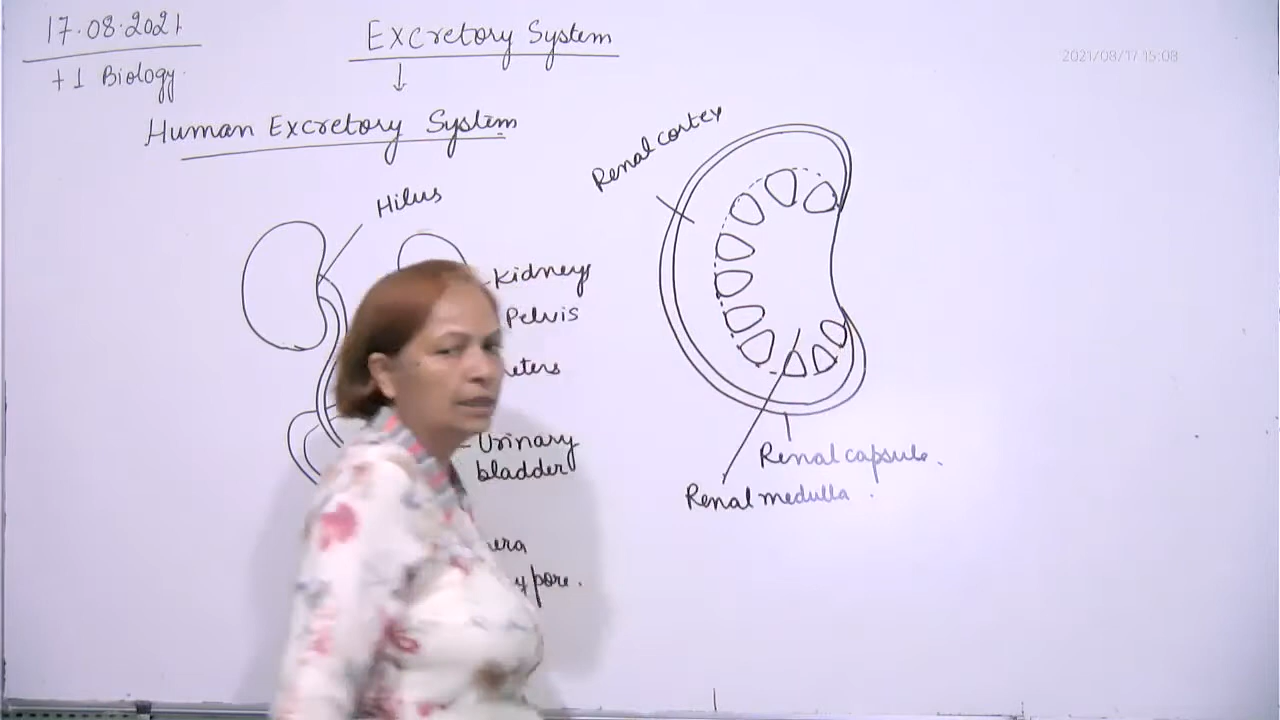 17.08.2021
+1 Biology
Excretory System
Human Excretory System
2021/08/17 15:08
Hilus
Kidneys
Pelvis
Urinary
bladder
pore.
Renal cortex
Renal capsule.
Renal medulla.